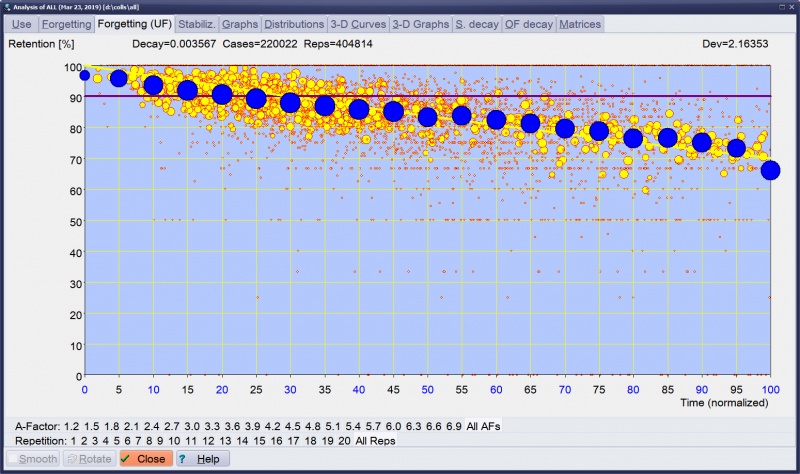 Analysis of ALL (Mar 23, 2019) [d:\colls\all]
Use Forgetting Forgetting (UF) Stabiliz. Graphs Distributions 3-D Curves 3-D Graphs S. decay OF decay Matrices
Retention [%] Decay=0.003567 Cases=220022 Reps=404814 Dev=2.16353
100
90
80
70
60
50
40
30
20
10
0
0 5 10 15 20 25 30 35 40 45 50 55 60 65 70 75 80 85 90 95 100
Time (normalized)
A-Factor: 1.2 1.5 1.8 2.1 2.4 2.7 3.0 3.3 3.6 3.9 4.2 4.5 4.8 5.1 5.4 5.7 6.0 6.3 6.6 6.9 All AFs
Repetition: 1 2 3 4 5 6 7 8 9 10 11 12 13 14 15 16 17 18 19 20 All Reps
Smooth Rotate Close ? Help